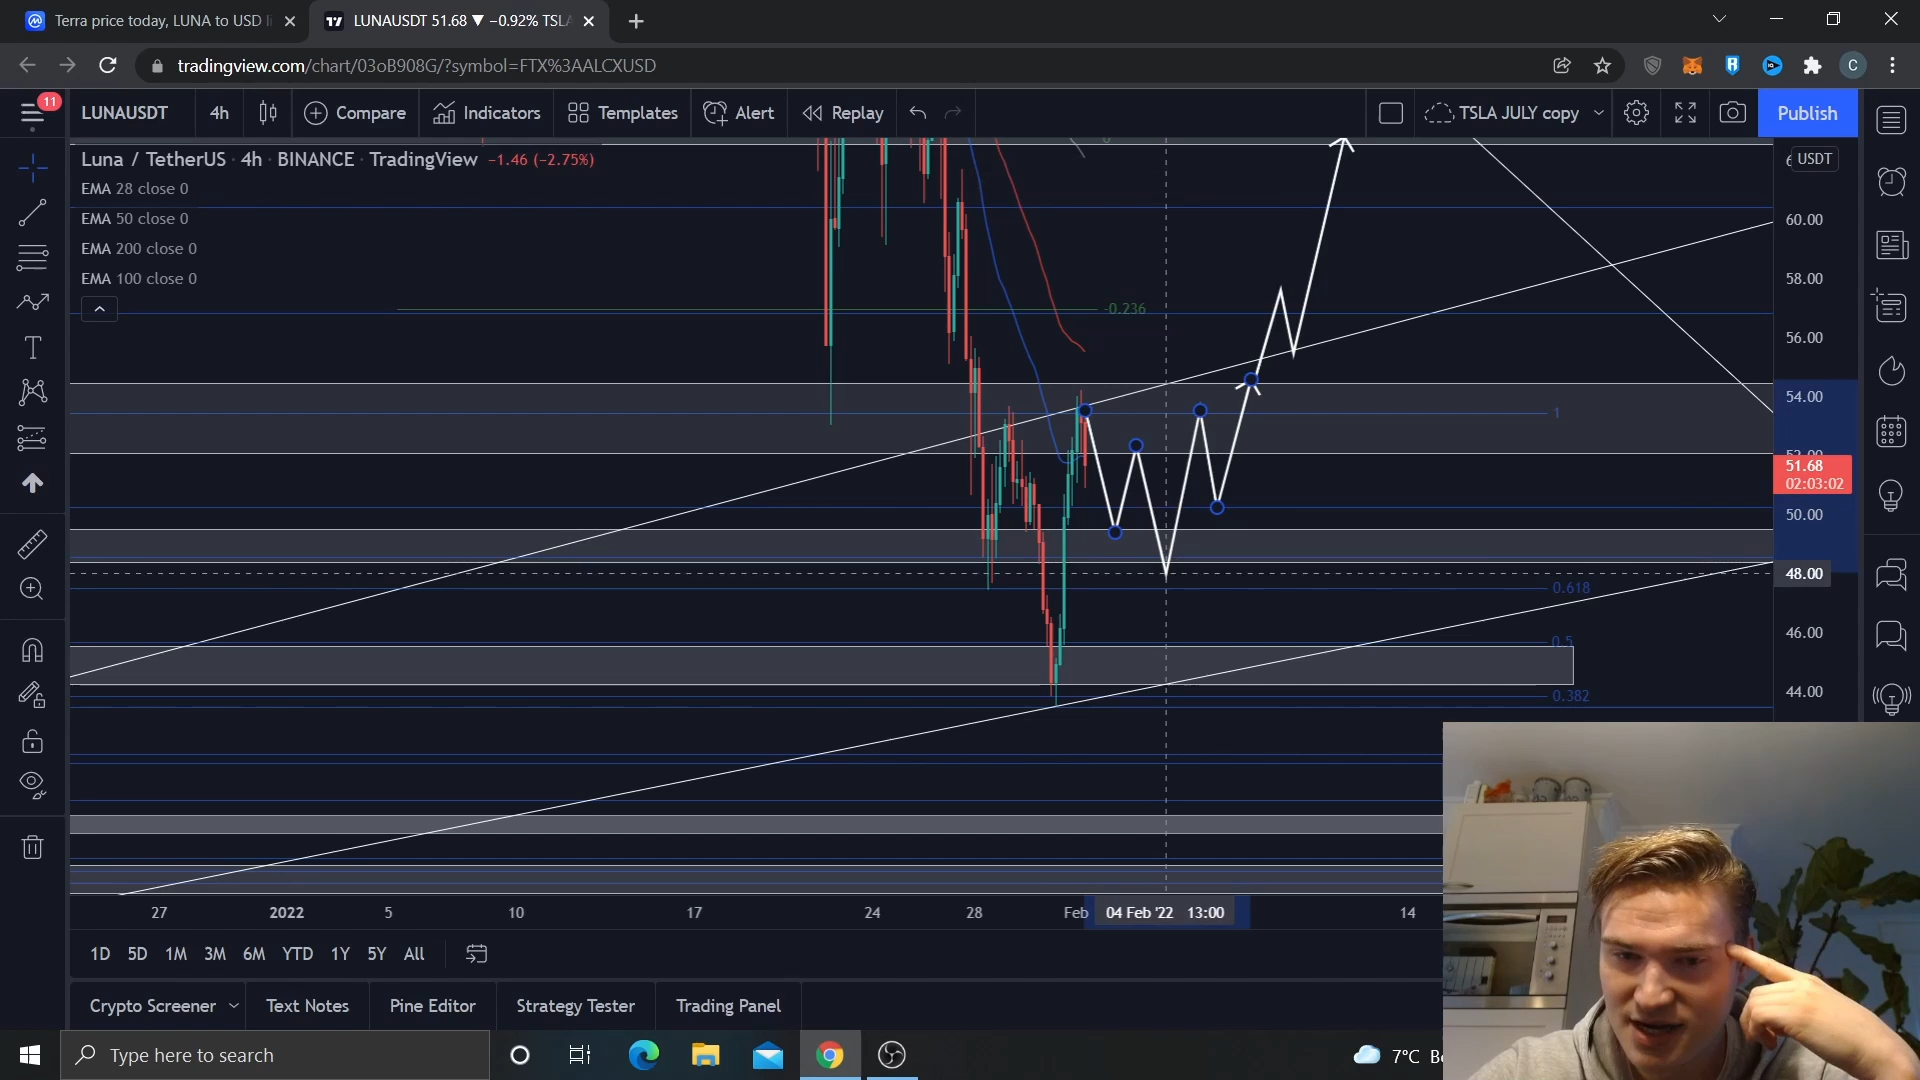 Terra price today, LUNA to USD li
LUNAUSDT 51.68 ▼ −0.92% TSLA
tradingview.com/chart/03oB908G/?symbol=FTX%3AALCXUSD
C
11
LUNAUSDT
4h
Compare
Indicators
Templates
Alert
Replay
TSLA JULY copy
Publish
Luna / TetherUS · 4h · BINANCE · TradingView −1.46 (−2.75%)
USDT
EMA 28 close 0
EMA 50 close 0
EMA 200 close 0
EMA 100 close 0
0
-0.236
1
0.618
0.5
0.382
60.00
58.00
56.00
54.00
51.68
02:03:02
50.00
48.00
46.00
44.00
27
2022
5
10
17
24
28
Feb
04 Feb '22 13:00
14
1D 5D 1M 3M 6M YTD 1Y 5Y All
Crypto Screener
Text Notes
Pine Editor
Strategy Tester
Trading Panel
Type here to search
7°C